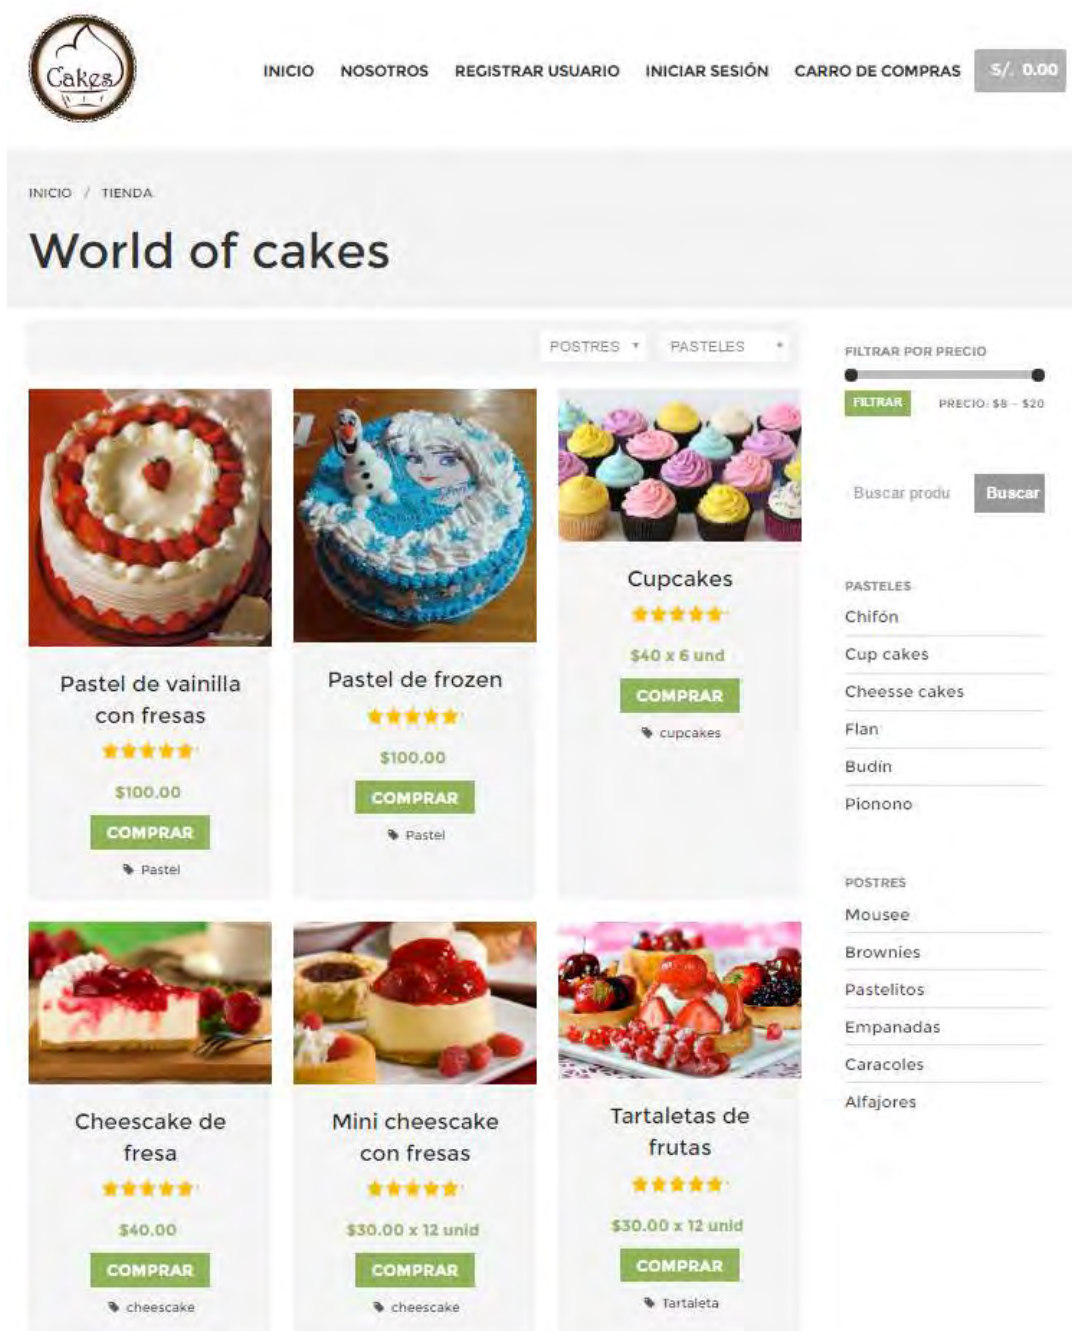 Cakes
INICIO NOSOTROS REGISTRAR USUARIO INICIAR SESIÓN CARRO DE COMPRAS S/. 0.00
INICIO / TIENDA
World of cakes
POSTRES PASTELES
FILTRAR POR PRECIO
FILTRAR PRECIO: $8 – $20
Buscar produ Buscar
Pastel de vainilla
con fresas
$100.00
COMPRAR
Pastel
Pastel de frozen
$100.00
COMPRAR
Pastel
Cupcakes
$40 x 6 und
COMPRAR
cupcakes
Cheescake de
fresa
$40.00
COMPRAR
cheescake
Mini cheescake
con fresas
$30.00 x 12 unid
COMPRAR
cheescake
Tartaletas de
frutas
$30.00 x 12 unid
COMPRAR
Tartaleta
PASTELES
Chifón
Cup cakes
Cheesse cakes
Flan
Budín
Pionono
POSTRES
Mousee
Brownies
Pastelitos
Empanadas
Caracoles
Alfajores